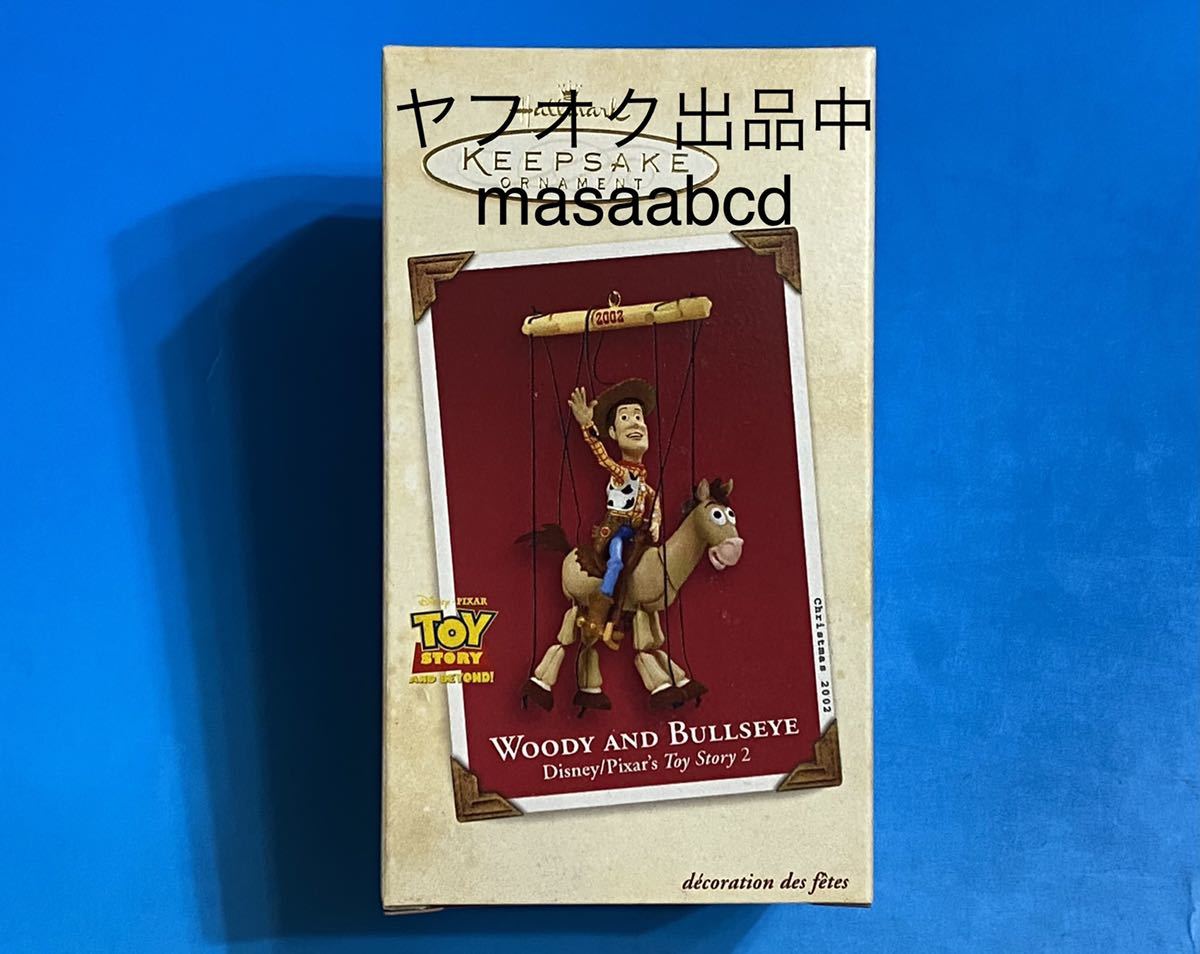 Hallmark
ヤフオク出品中
KEEPSAKE
ORNAMENT
masaabcd
2002
Disney · PIXAR
TOY
STORY
AND BEYOND!
Christmas 2002
WOODY AND BULLSEYE
Disney/Pixar's Toy Story 2
décoration des fêtes